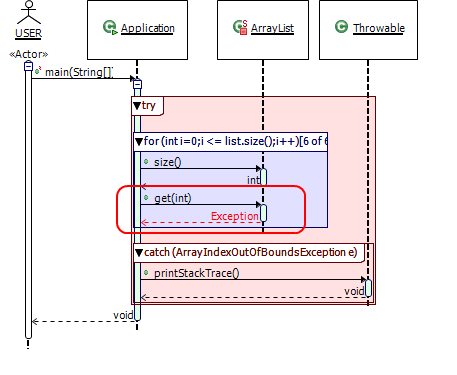 USER
Application
ArrayList
Throwable
«Actor»
main(String[])
try
for (int i=0;i <= list.size();i++)[6 of 6
size()
int
get(int)
Exception
catch (ArrayIndexOutOfBoundsException e)
printStackTrace()
void
void